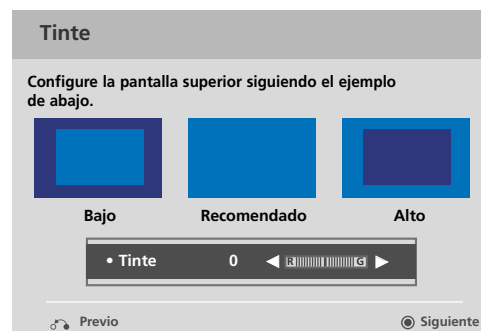 Tinte
Configure la pantalla superior siguiendo el ejemplo
de abajo.
Bajo Recomendado Alto
• Tinte 0 R G
Previo Siguiente